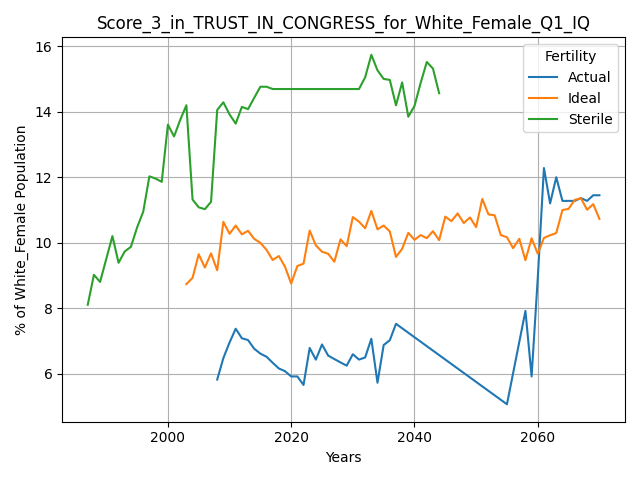 Score_3_in_TRUST_IN_CONGRESS_for_White_Female_Q1_IQ
% of White_Female Population
16
14
12
10
8
6
2000
2020
2040
2060
Years
Fertility
Actual
Ideal
Sterile